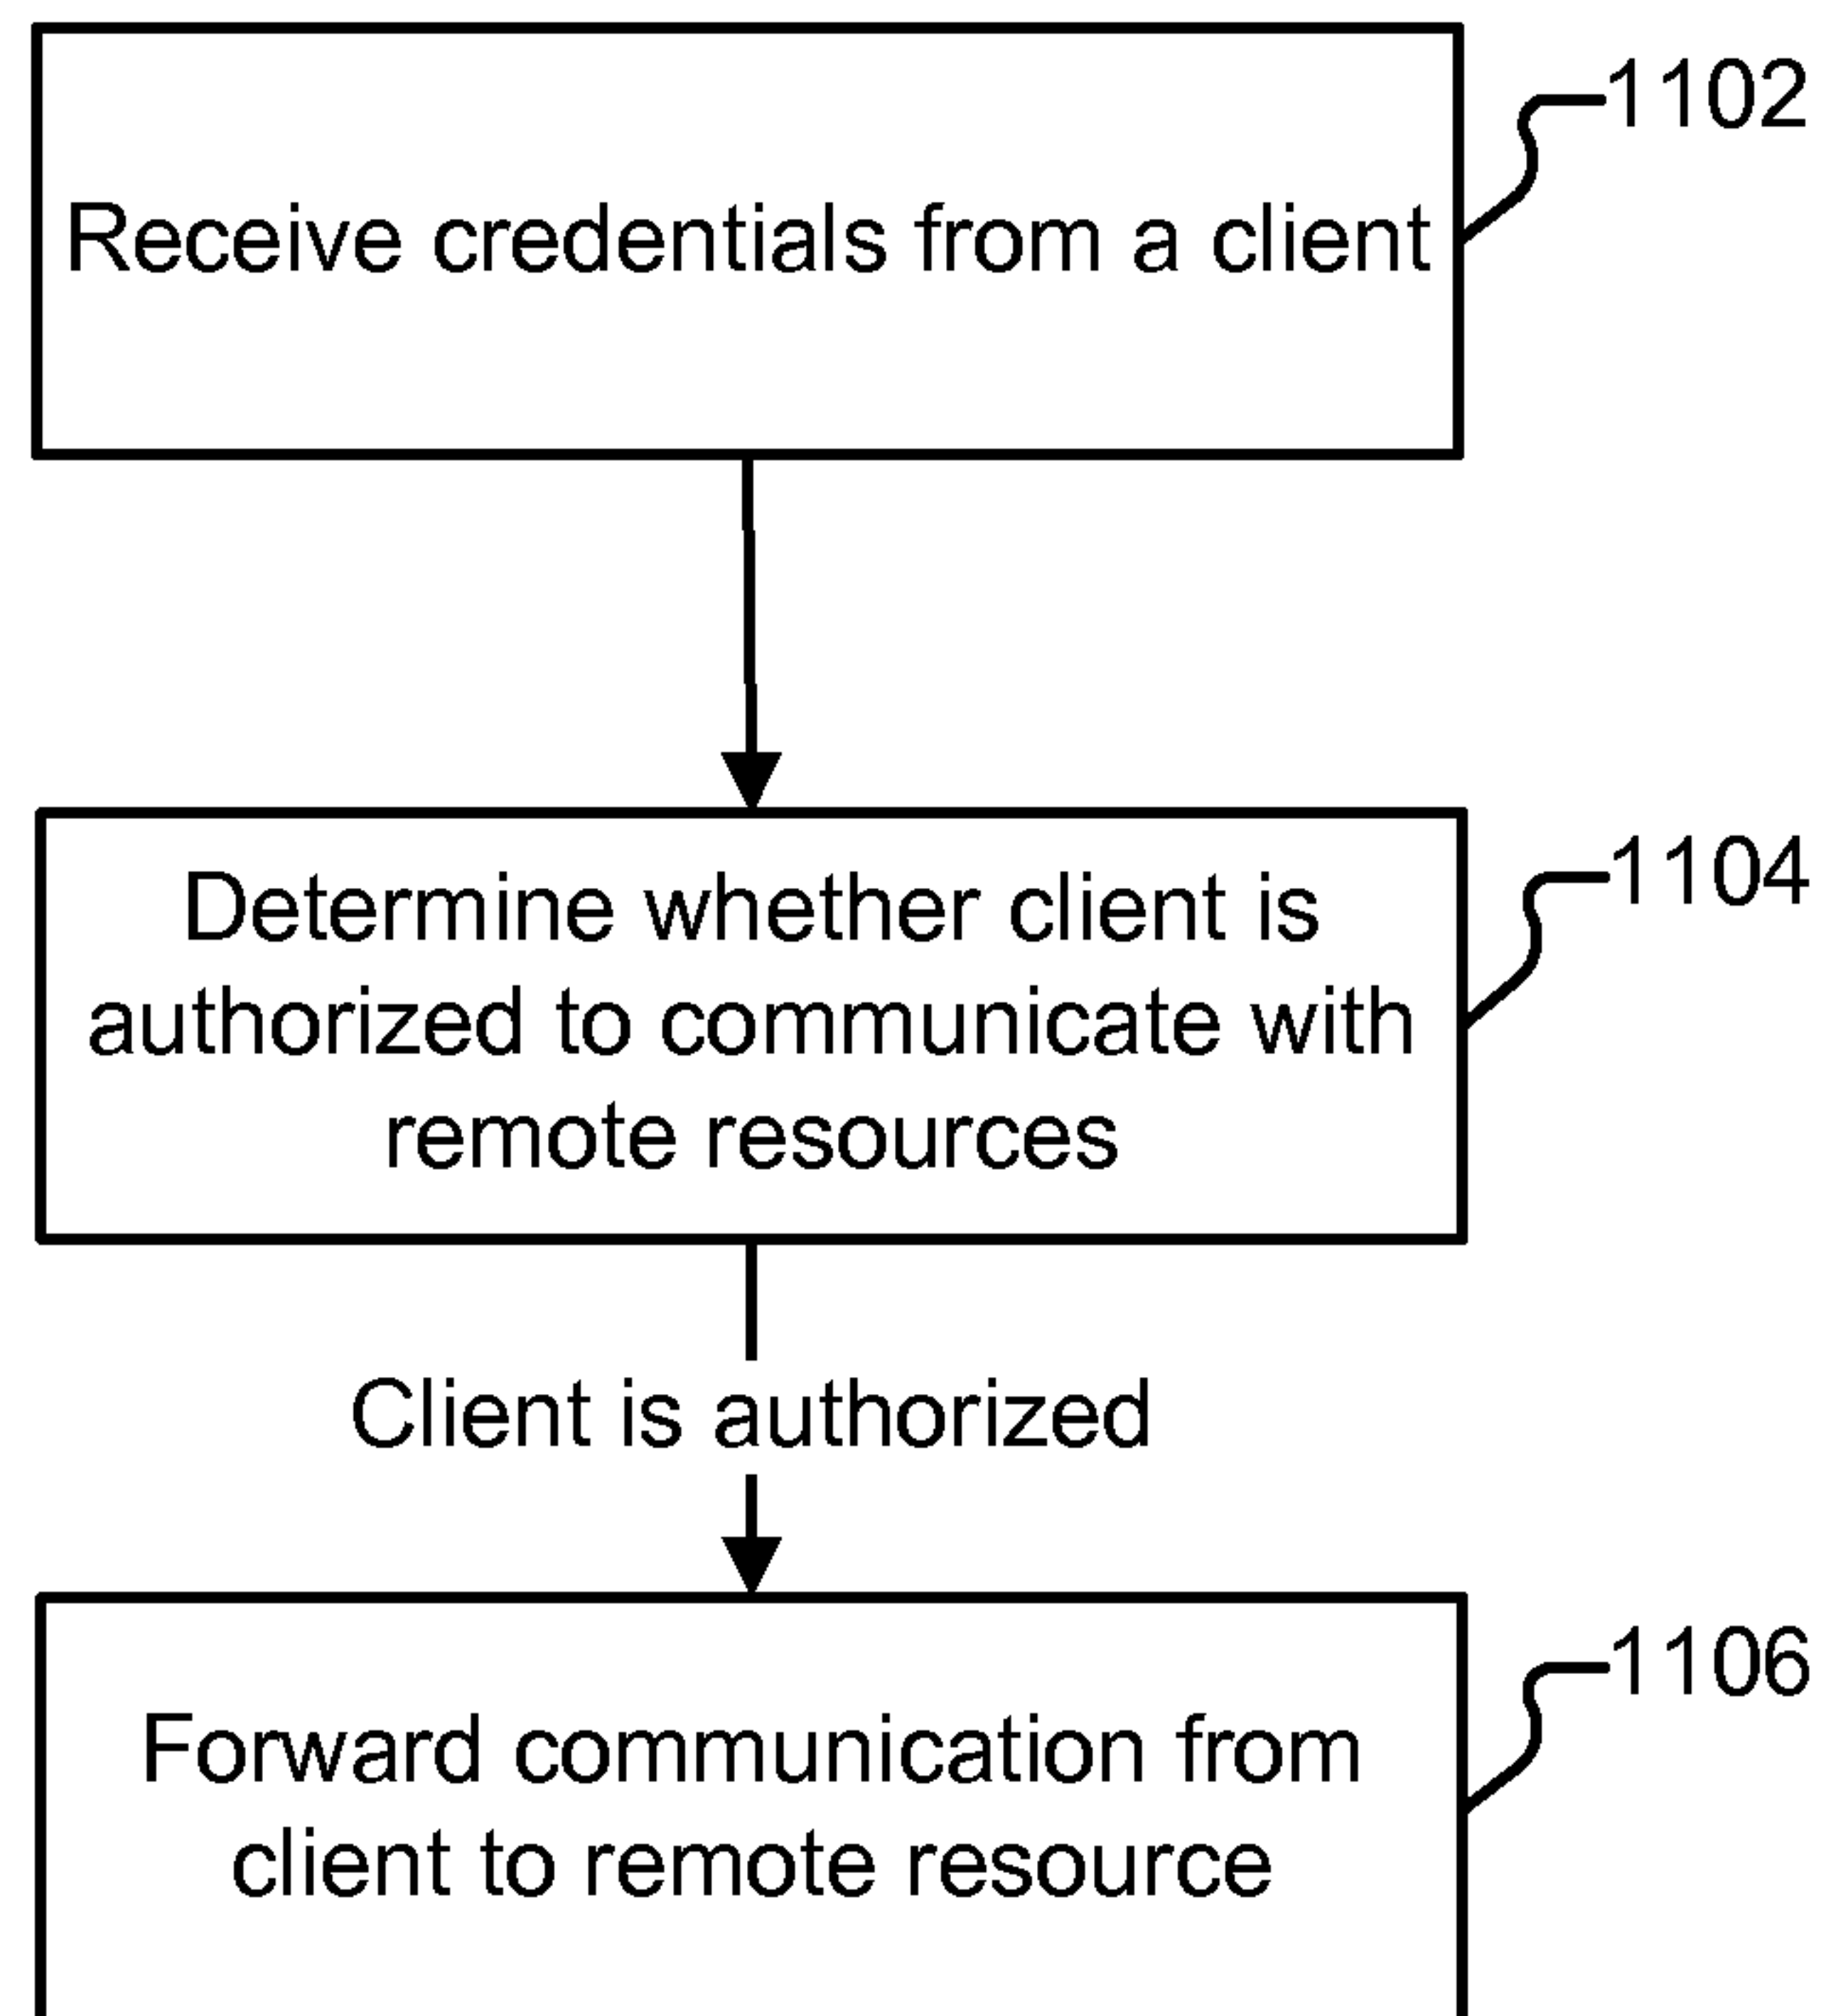 1102
Receive credentials from a client
1104
Determine whether client is
authorized to communicate with
remote resources
Client is authorized
1106
Forward communication from
client to remote resource